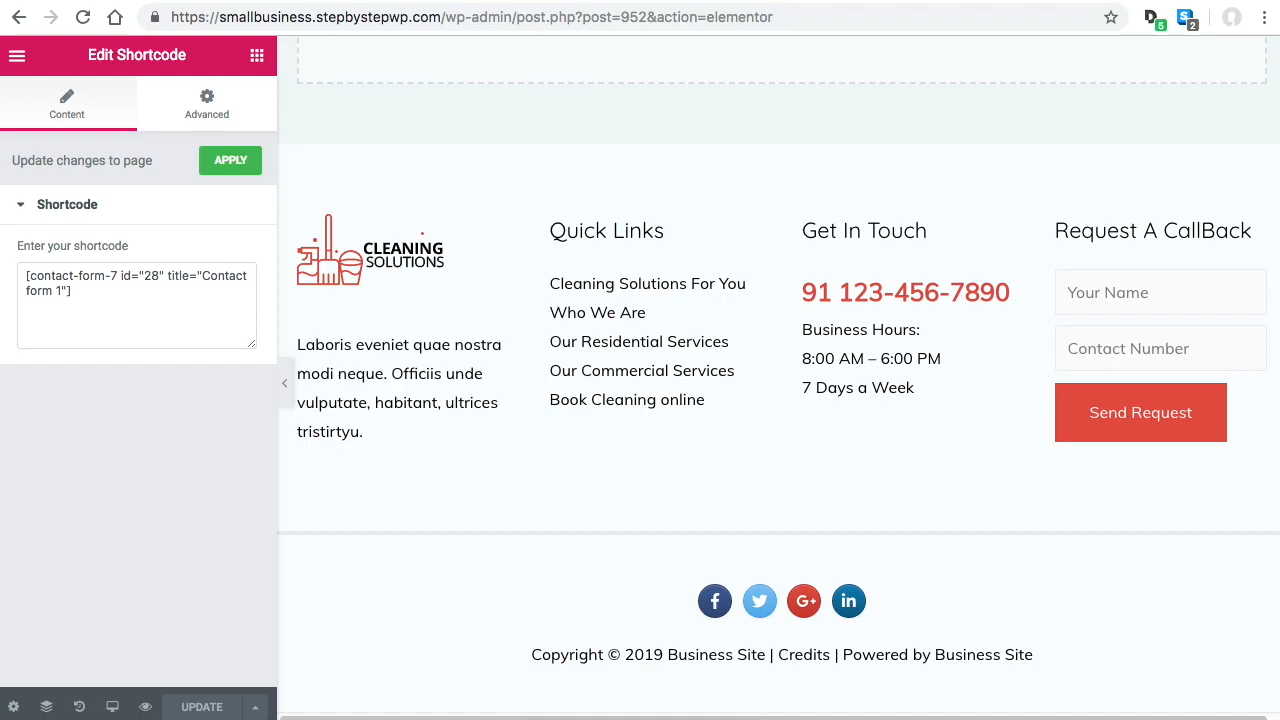 https://smallbusiness.stepbystepwp.com/wp-admin/post.php?post=952&action=elementor
5
2
Edit Shortcode
Content
Advanced
Update changes to page
APPLY
Shortcode
Enter your shortcode
[contact-form-7 id="28" title="Contact
form 1"]
UPDATE
CLEANING
SOLUTIONS
Laboris eveniet quae nostra
modi neque. Officiis unde
vulputate, habitant, ultrices
tristirtyu.
Quick Links
Cleaning Solutions For You
Who We Are
Our Residential Services
Our Commercial Services
Book Cleaning online
Get In Touch
91 123-456-7890
Business Hours:
8:00 AM – 6:00 PM
7 Days a Week
Request A CallBack
Your Name
Contact Number
Send Request
Copyright © 2019 Business Site | Credits | Powered by Business Site